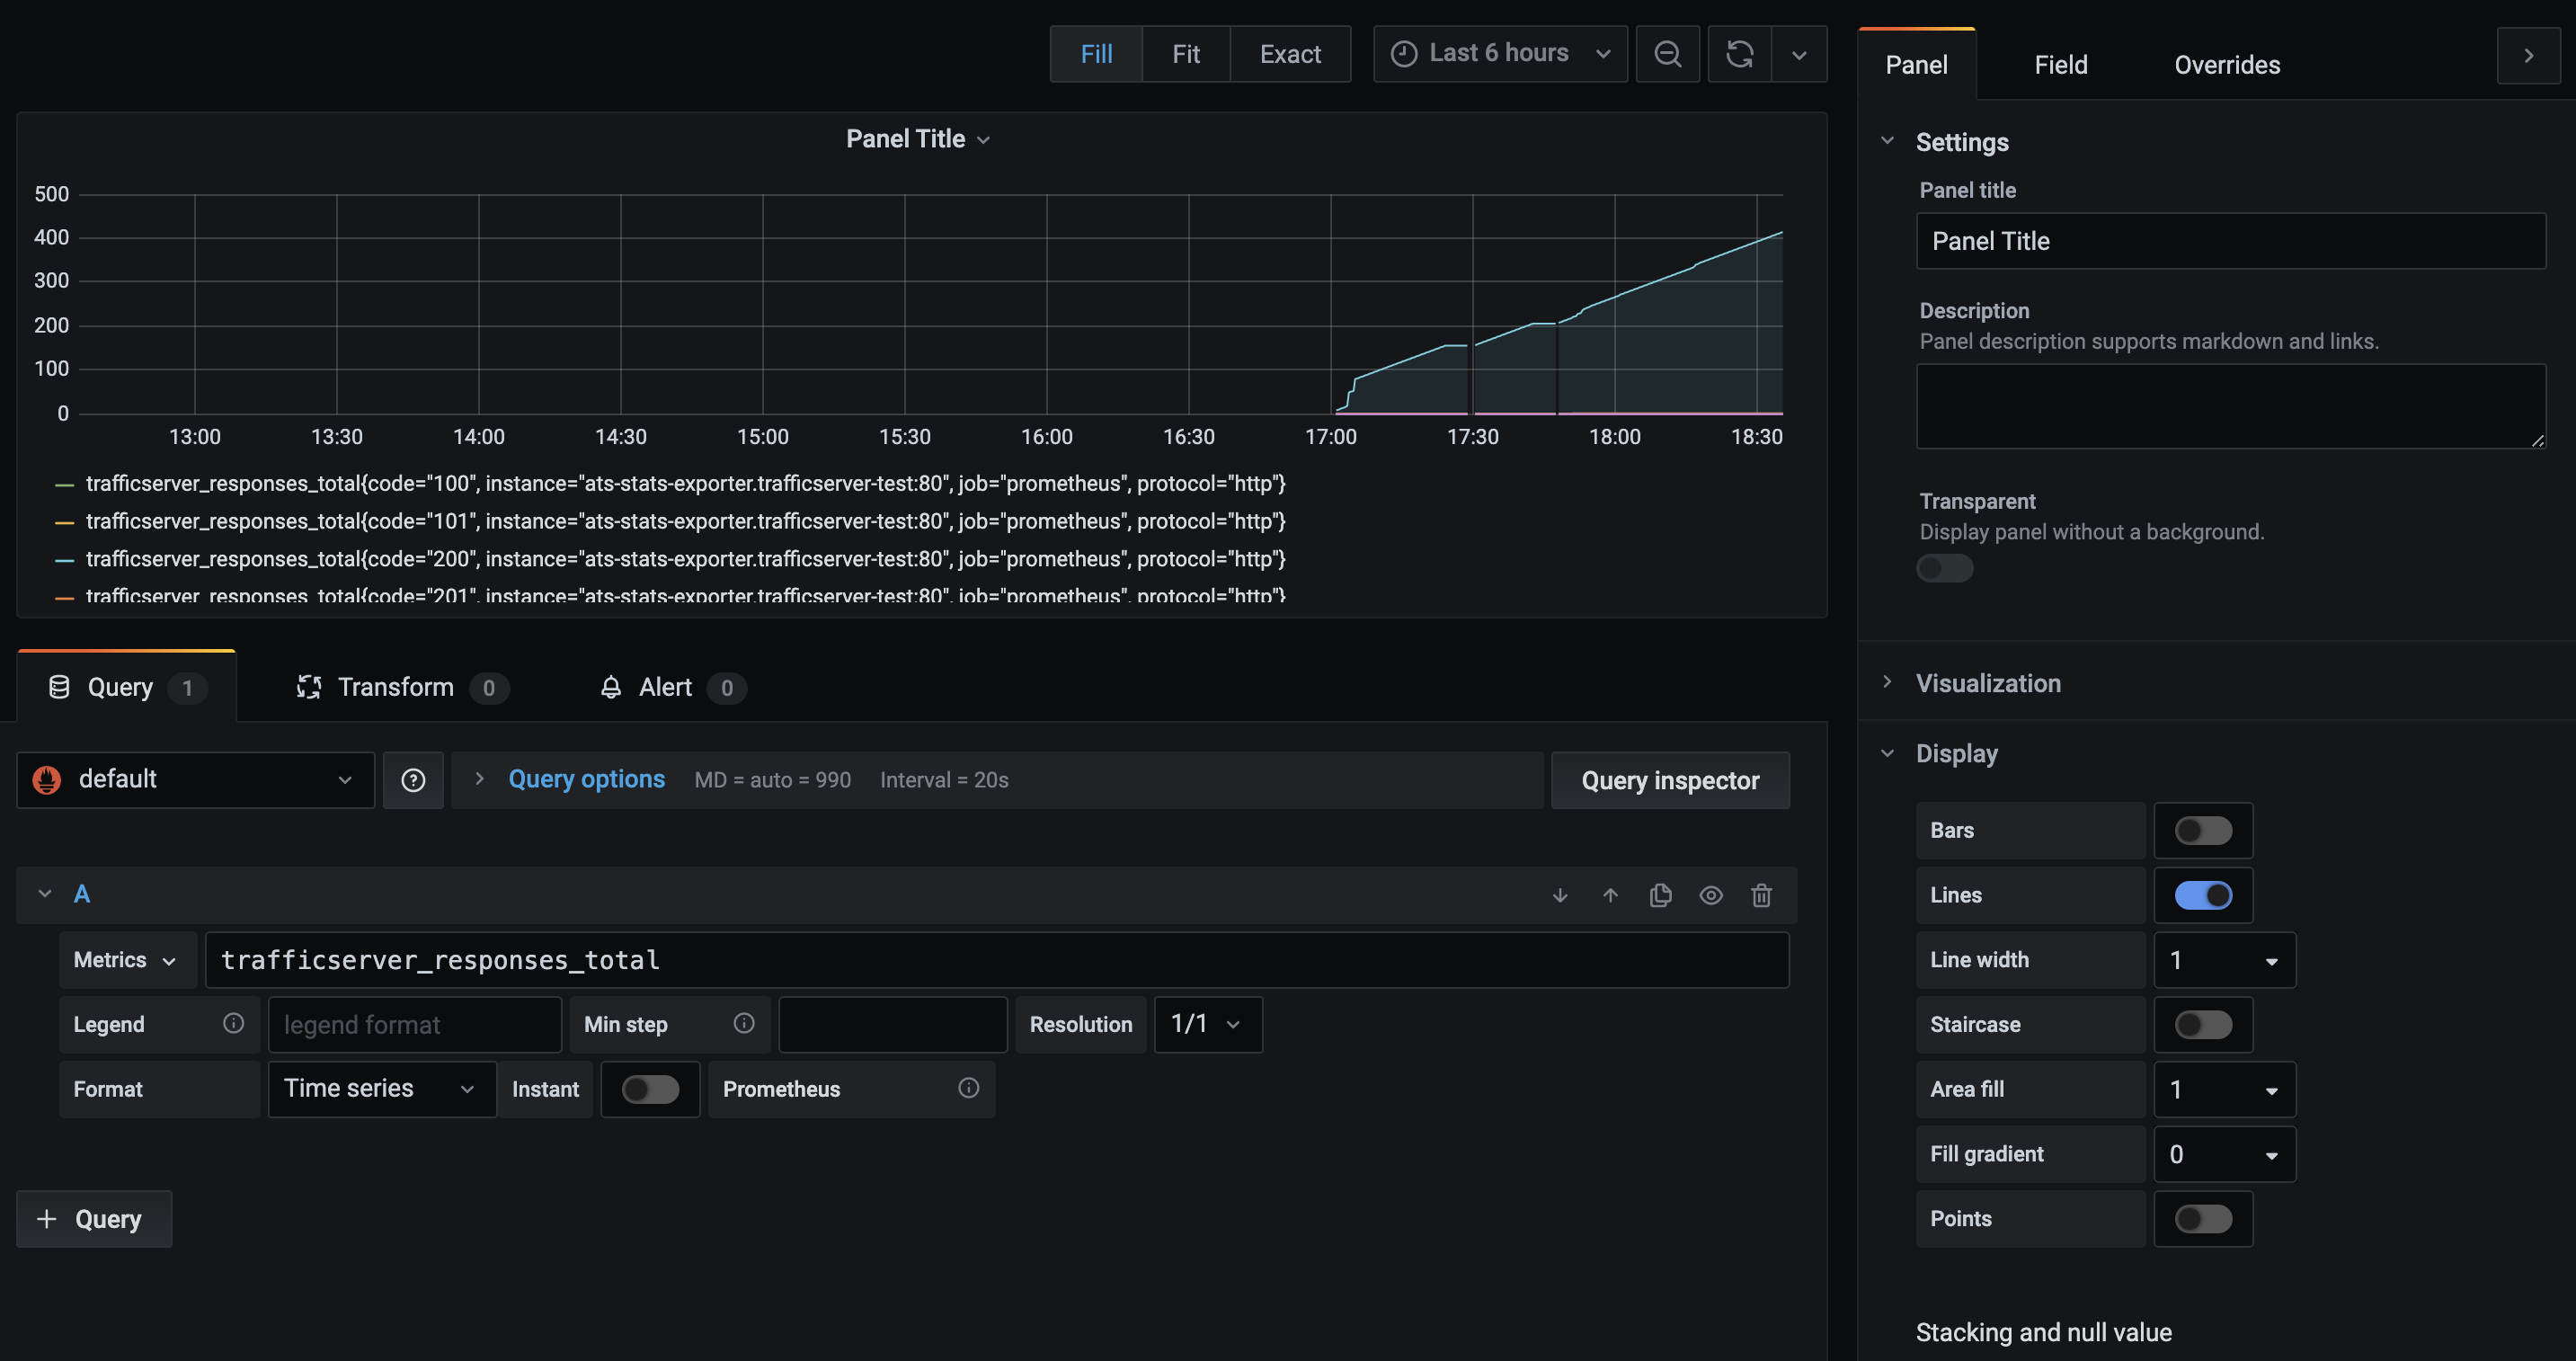 Fill Fit Exact Last 6 hours
Panel Field Overrides
Panel Title
500
400
300
200
100
0
13:00 13:30 14:00 14:30 15:00 15:30 16:00 16:30 17:00 17:30 18:00 18:30
trafficserver_responses_total{code="100", instance="ats-stats-exporter.trafficserver-test:80", job="prometheus", protocol="http"}
trafficserver_responses_total{code="101", instance="ats-stats-exporter.trafficserver-test:80", job="prometheus", protocol="http"}
trafficserver_responses_total{code="200", instance="ats-stats-exporter.trafficserver-test:80", job="prometheus", protocol="http"}
trafficserver_responses_total{code="201", instance="ats-stats-exporter.trafficserver-test:80", job="prometheus", protocol="http"}
Query 1 Transform 0 Alert 0
default Query options MD = auto = 990 Interval = 20s Query inspector
A
Metrics trafficserver_responses_total
Legend legend format Min step Resolution 1/1
Format Time series Instant Prometheus
+ Query
Settings
Panel title
Panel Title
Description
Panel description supports markdown and links.
Transparent
Display panel without a background.
Visualization
Display
Bars
Lines
Line width 1
Staircase
Area fill 1
Fill gradient 0
Points
Stacking and null value